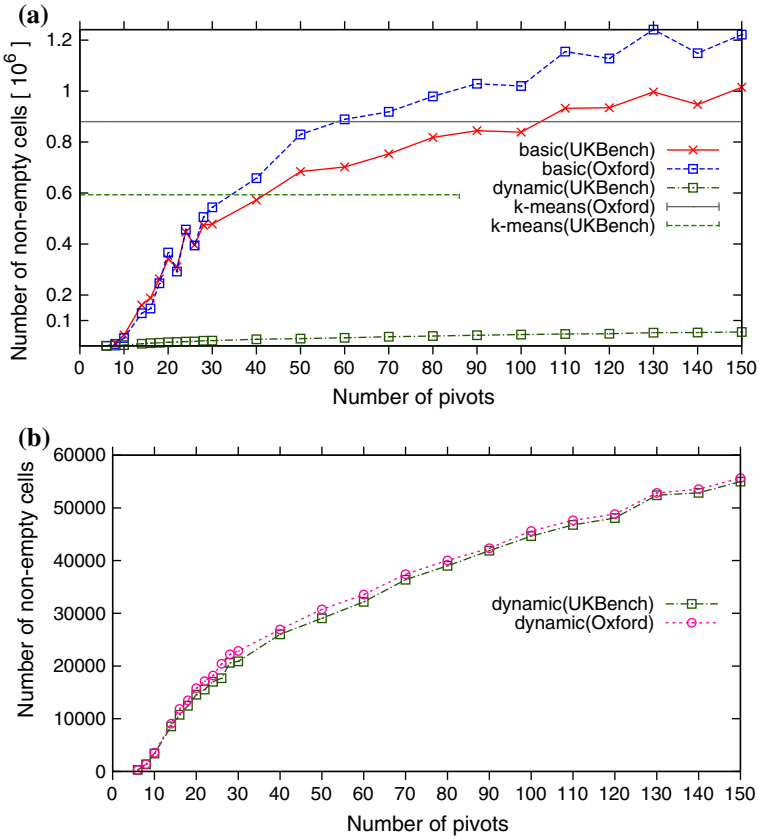 (a)
Number of non-empty cells [ 10^6 ]
1.2
1
0.8
0.6
0.4
0.2
0.1
basic(UKBench)
basic(Oxford)
dynamic(UKBench)
k-means(Oxford)
k-means(UKBench)
0 10 20 30 40 50 60 70 80 90 100 110 120 130 140 150
Number of pivots
(b)
Number of non-empty cells
60000
50000
40000
30000
20000
10000
0
dynamic(UKBench)
dynamic(Oxford)
0 10 20 30 40 50 60 70 80 90 100 110 120 130 140 150
Number of pivots